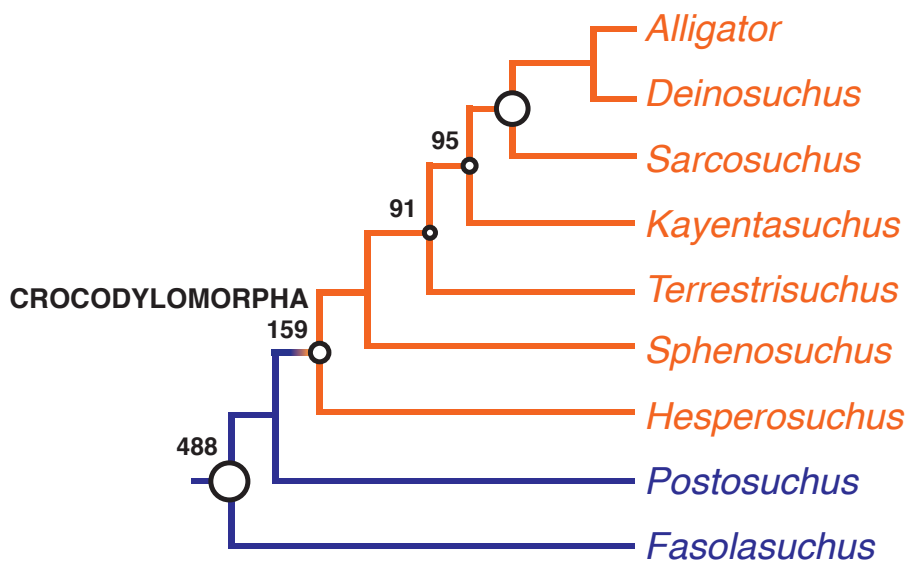 Alligator
Deinosuchus
95
Sarcosuchus
91
Kayentasuchus
CROCODYLOMORPHA
Terrestrisuchus
159
Sphenosuchus
Hesperosuchus
488
Postosuchus
Fasolasuchus